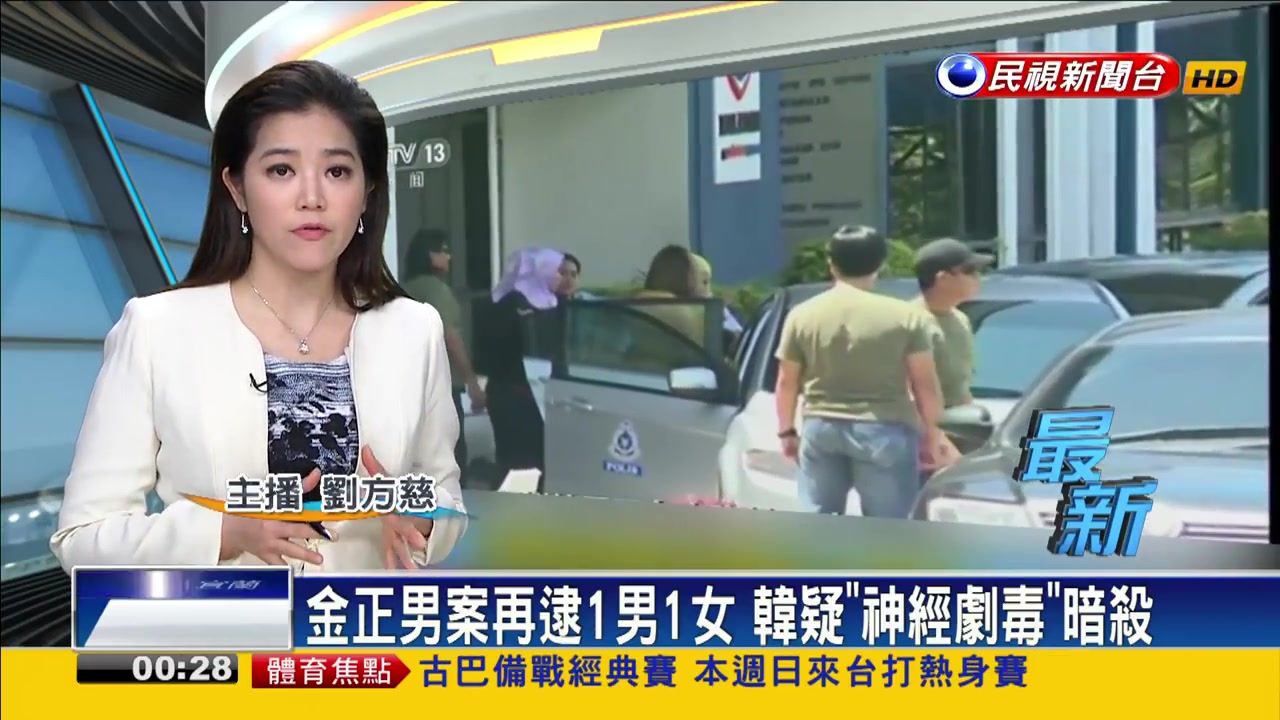 民視新聞台 HD
TV 13
POLIS
最新
主播 劉方慈
金正男案再逮1男1女 韓疑"神經劇毒"暗殺
00:28 體育焦點 古巴備戰經典賽 本週日來台打熱身賽